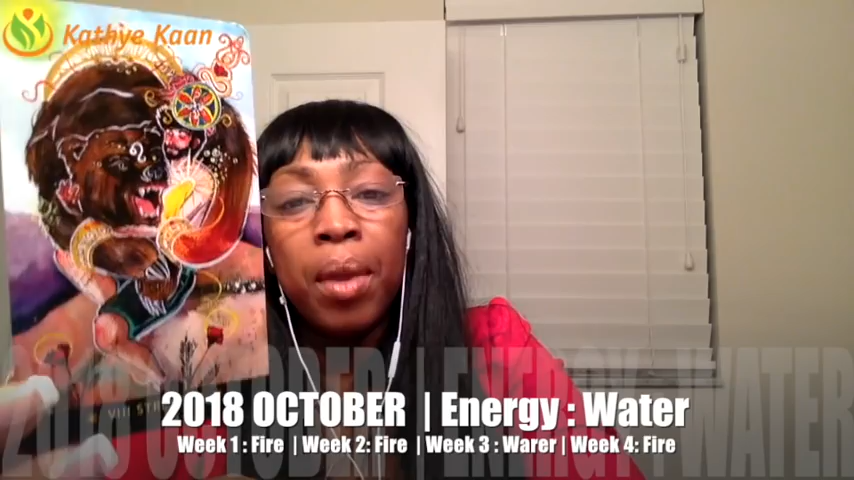 Kathye Kaan
2018 OCTOBER | Energy : Water
Week 1 : Fire | Week 2: Fire | Week 3 : Warer | Week 4: Fire